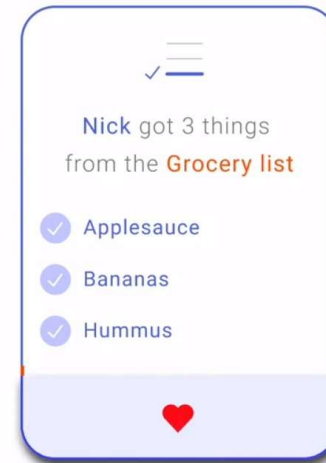 Nick got 3 things
from the Grocery list
Applesauce
Bananas
Hummus